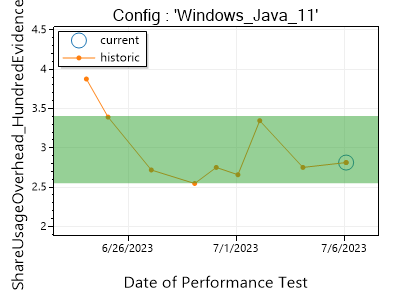 Config : 'Windows_Java_11'
current
historic
4.5
4
3.5
3
2.5
2
ShareUsageOverhead_HundredEvidence
6/26/2023
7/1/2023
7/6/2023
Date of Performance Test